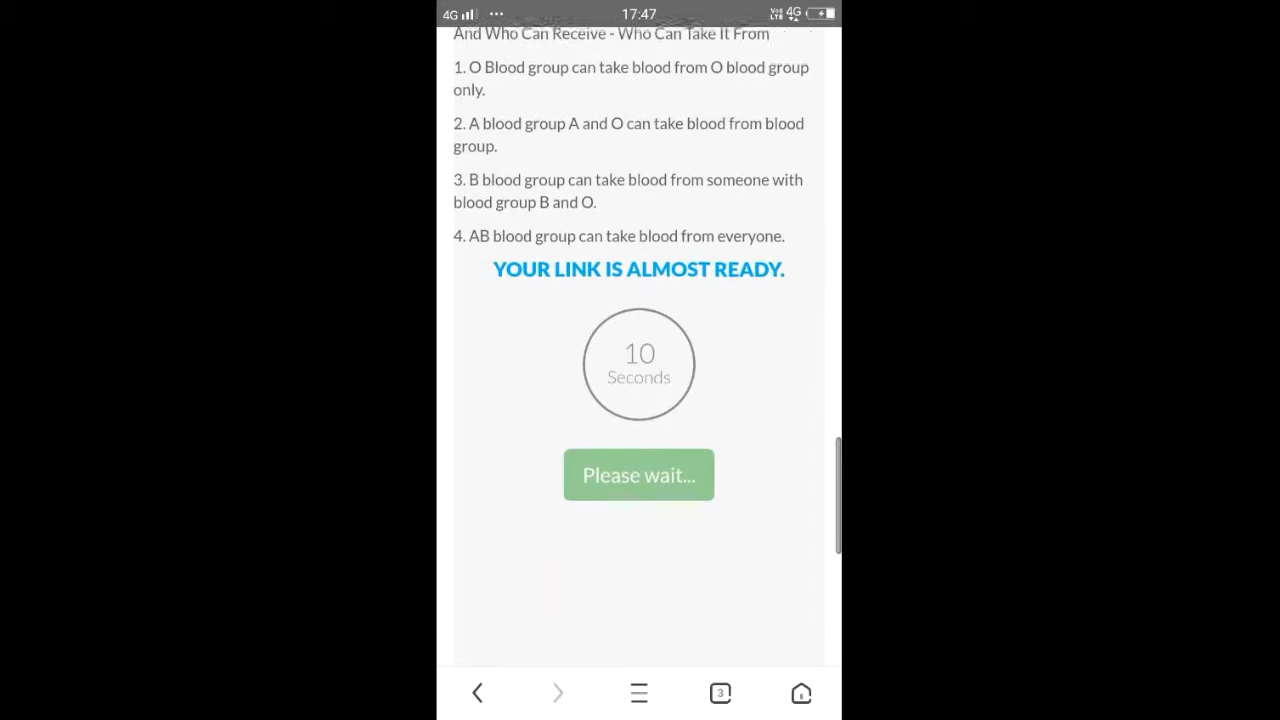 4G
17:47
4G
And Who Can Receive - Who Can Take It From
1. O Blood group can take blood from O blood group
only.
2. A blood group A and O can take blood from blood
group.
3. B blood group can take blood from someone with
blood group B and O.
4. AB blood group can take blood from everyone.
YOUR LINK IS ALMOST READY.
10
Seconds
Please wait...
3